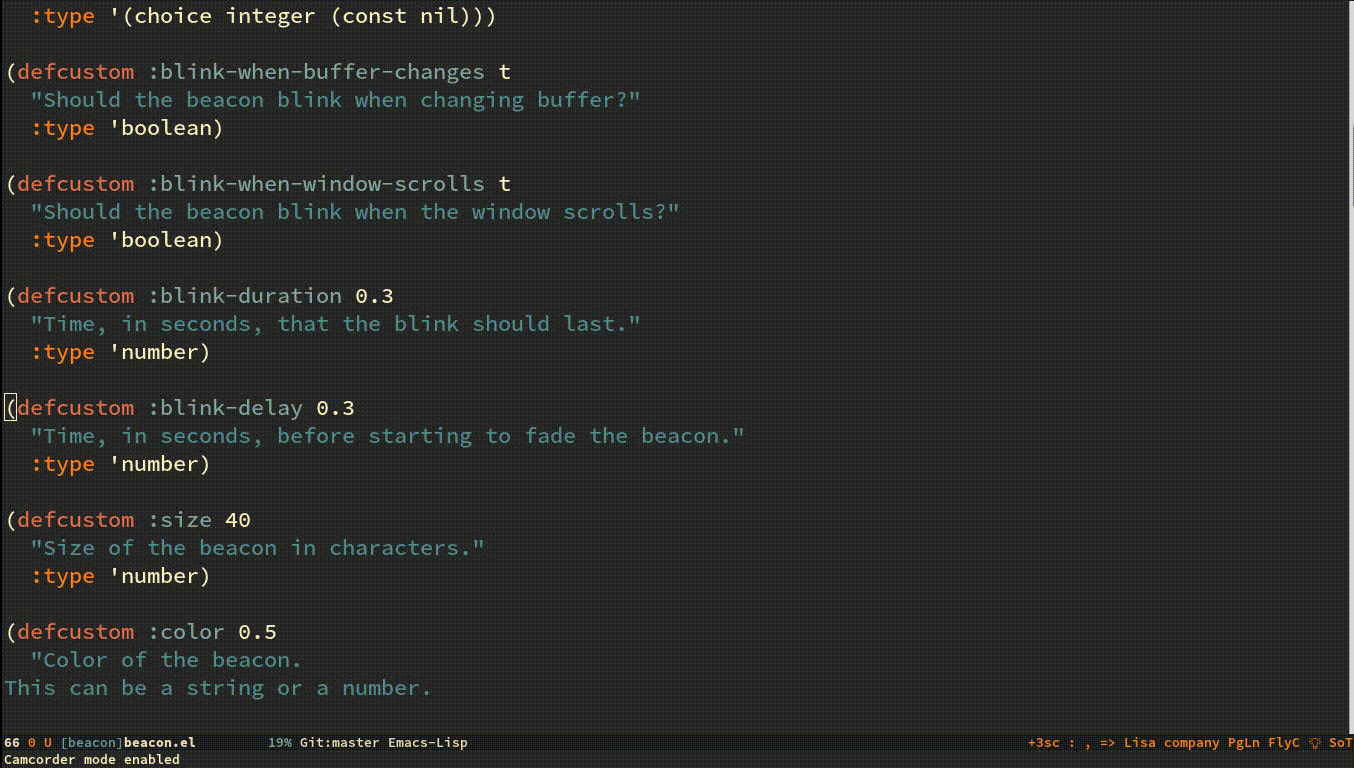 :type '(choice integer (const nil)))

(defcustom :blink-when-buffer-changes t
  "Should the beacon blink when changing buffer?"
  :type 'boolean)

(defcustom :blink-when-window-scrolls t
  "Should the beacon blink when the window scrolls?"
  :type 'boolean)

(defcustom :blink-duration 0.3
  "Time, in seconds, that the blink should last."
  :type 'number)

(defcustom :blink-delay 0.3
  "Time, in seconds, before starting to fade the beacon."
  :type 'number)

(defcustom :size 40
  "Size of the beacon in characters."
  :type 'number)

(defcustom :color 0.5
  "Color of the beacon.
This can be a string or a number.
66 0 U [beacon]beacon.el 19% Git:master Emacs-Lisp +3sc : , => Lisa company PgLn FlyC 💡 SoT
Camcorder mode enabled